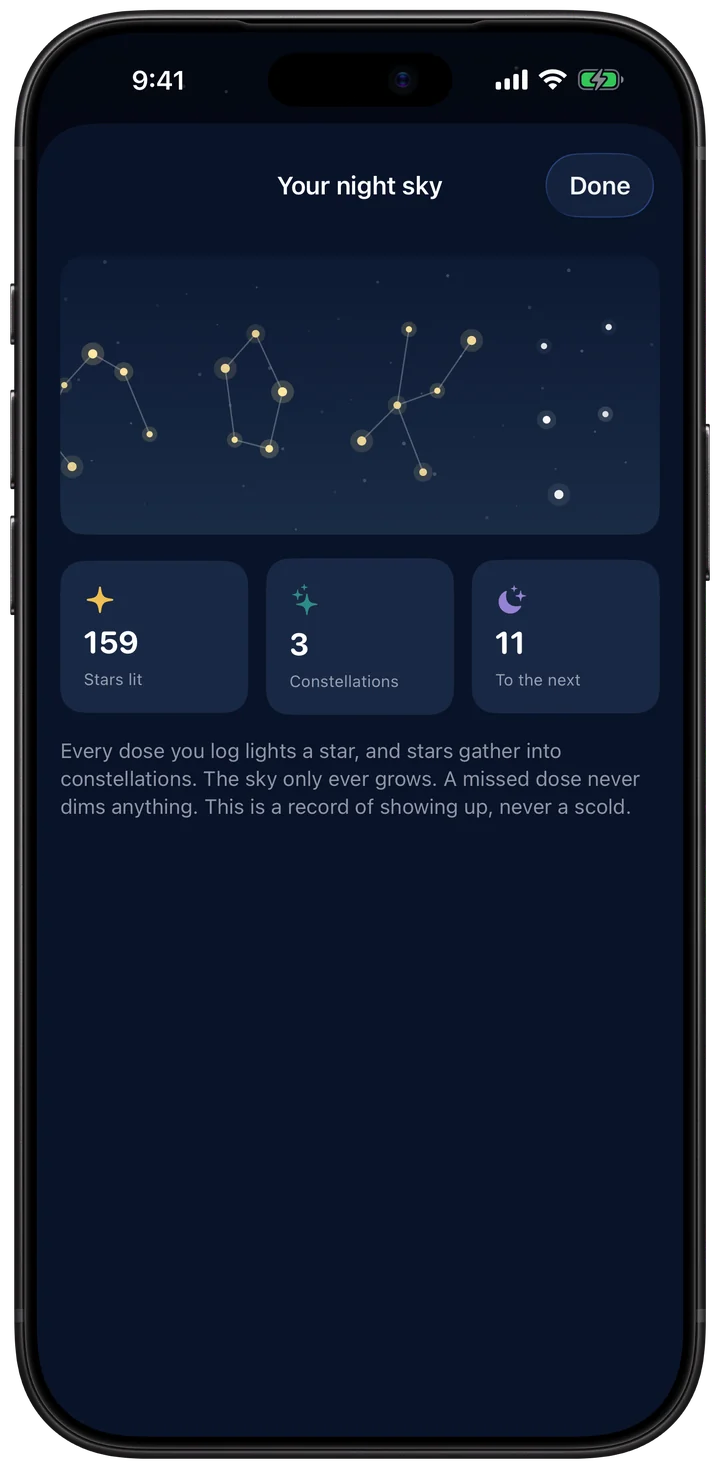 9:41
Your night sky
Done
159
Stars lit
3
Constellations
11
To the next
Every dose you log lights a star, and stars gather into
constellations. The sky only ever grows. A missed dose never
dims anything. This is a record of showing up, never a scold.